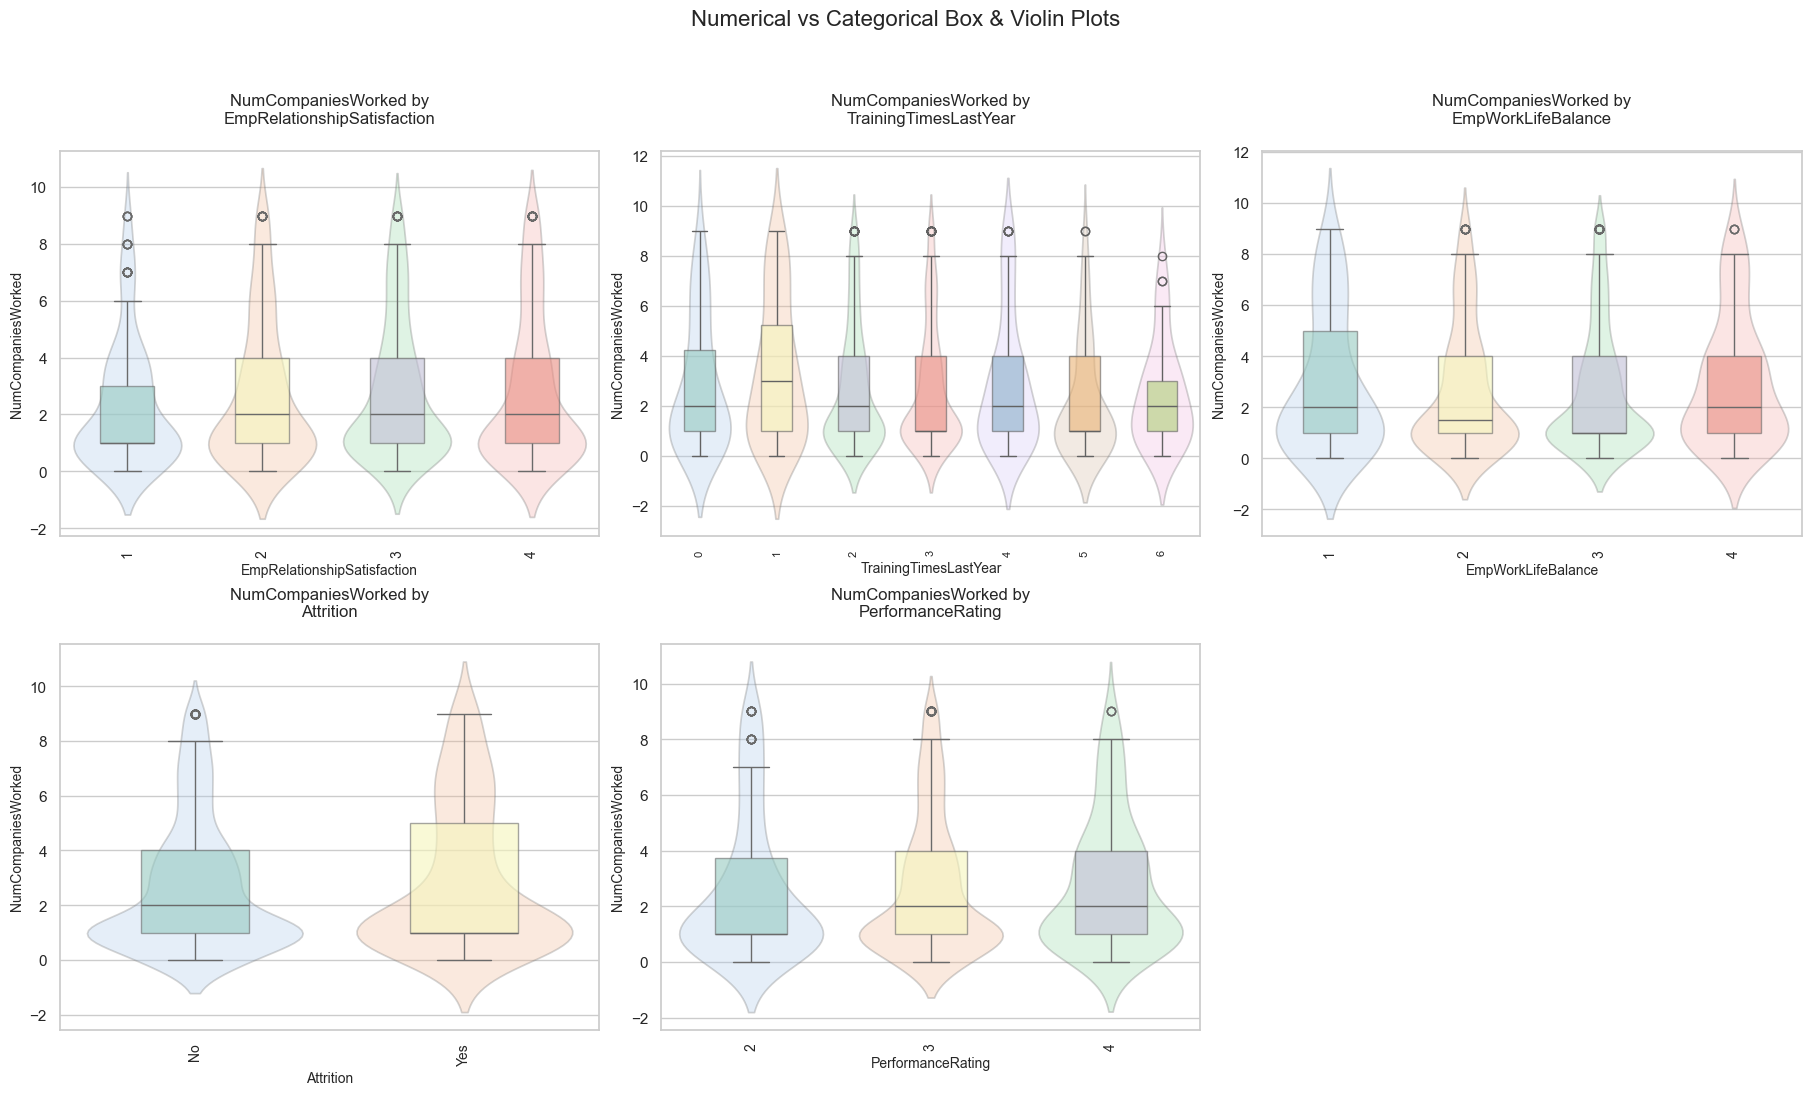 Numerical vs Categorical Box & Violin Plots
NumCompaniesWorked by
EmpRelationshipSatisfaction
NumCompaniesWorked
10
8
6
4
2
0
−2
1
2
3
4
EmpRelationshipSatisfaction
NumCompaniesWorked by
TrainingTimesLastYear
NumCompaniesWorked
12
10
8
6
4
2
0
−2
0
1
2
3
4
5
6
TrainingTimesLastYear
NumCompaniesWorked by
EmpWorkLifeBalance
NumCompaniesWorked
12
10
8
6
4
2
0
−2
1
2
3
4
EmpWorkLifeBalance
NumCompaniesWorked by
Attrition
NumCompaniesWorked
10
8
6
4
2
0
−2
No
Yes
Attrition
NumCompaniesWorked by
PerformanceRating
NumCompaniesWorked
10
8
6
4
2
0
−2
2
3
4
PerformanceRating